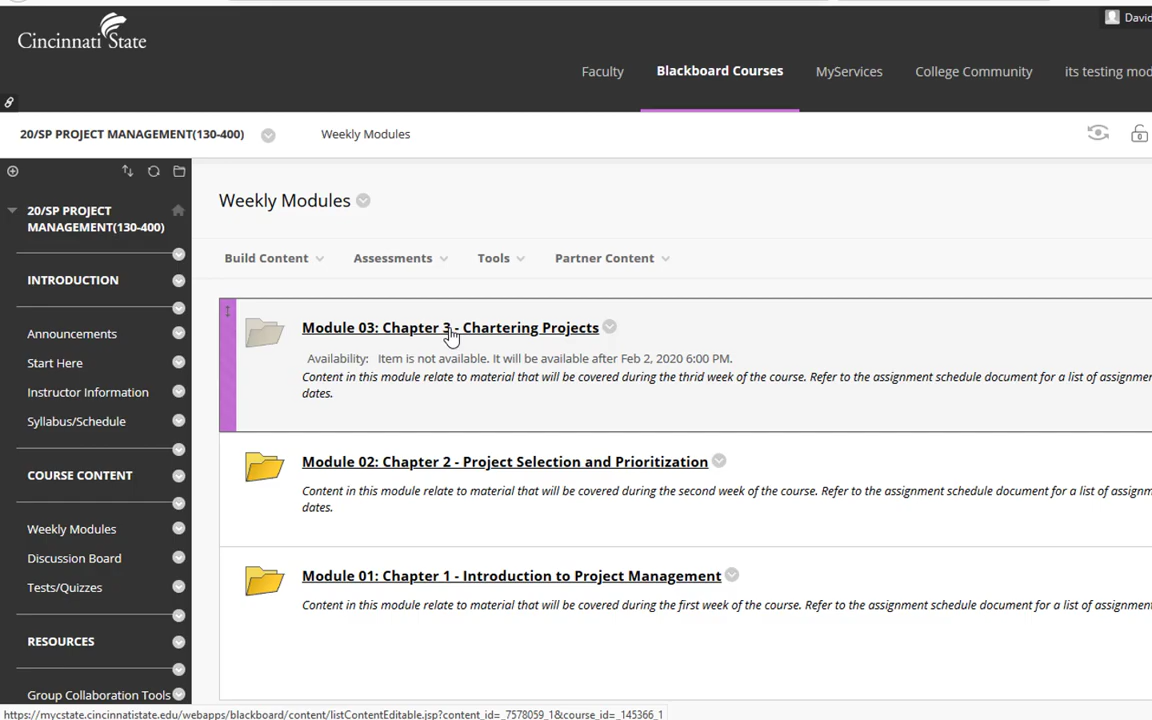 Cincinnati State
David
Faculty
Blackboard Courses
MyServices
College Community
its testing mod
20/SP PROJECT MANAGEMENT(130-400)
Weekly Modules
20/SP PROJECT
MANAGEMENT(130-400)
INTRODUCTION
Announcements
Start Here
Instructor Information
Syllabus/Schedule
COURSE CONTENT
Weekly Modules
Discussion Board
Tests/Quizzes
RESOURCES
Group Collaboration Tools
Weekly Modules
Build Content
Assessments
Tools
Partner Content
Module 03: Chapter 3 - Chartering Projects
Availability: Item is not available. It will be available after Feb 2, 2020 6:00 PM.
Content in this module relate to material that will be covered during the thrid week of the course. Refer to the assignment schedule document for a list of assignmen
dates.
Module 02: Chapter 2 - Project Selection and Prioritization
Content in this module relate to material that will be covered during the second week of the course. Refer to the assignment schedule document for a list of assignm
dates.
Module 01: Chapter 1 - Introduction to Project Management
Content in this module relate to material that will be covered during the first week of the course. Refer to the assignment schedule document for a list of assignment
https://mycstate.cincinnatistate.edu/webapps/blackboard/content/listContentEditable.jsp?content_id=_7578059_1&course_id=_145366_1